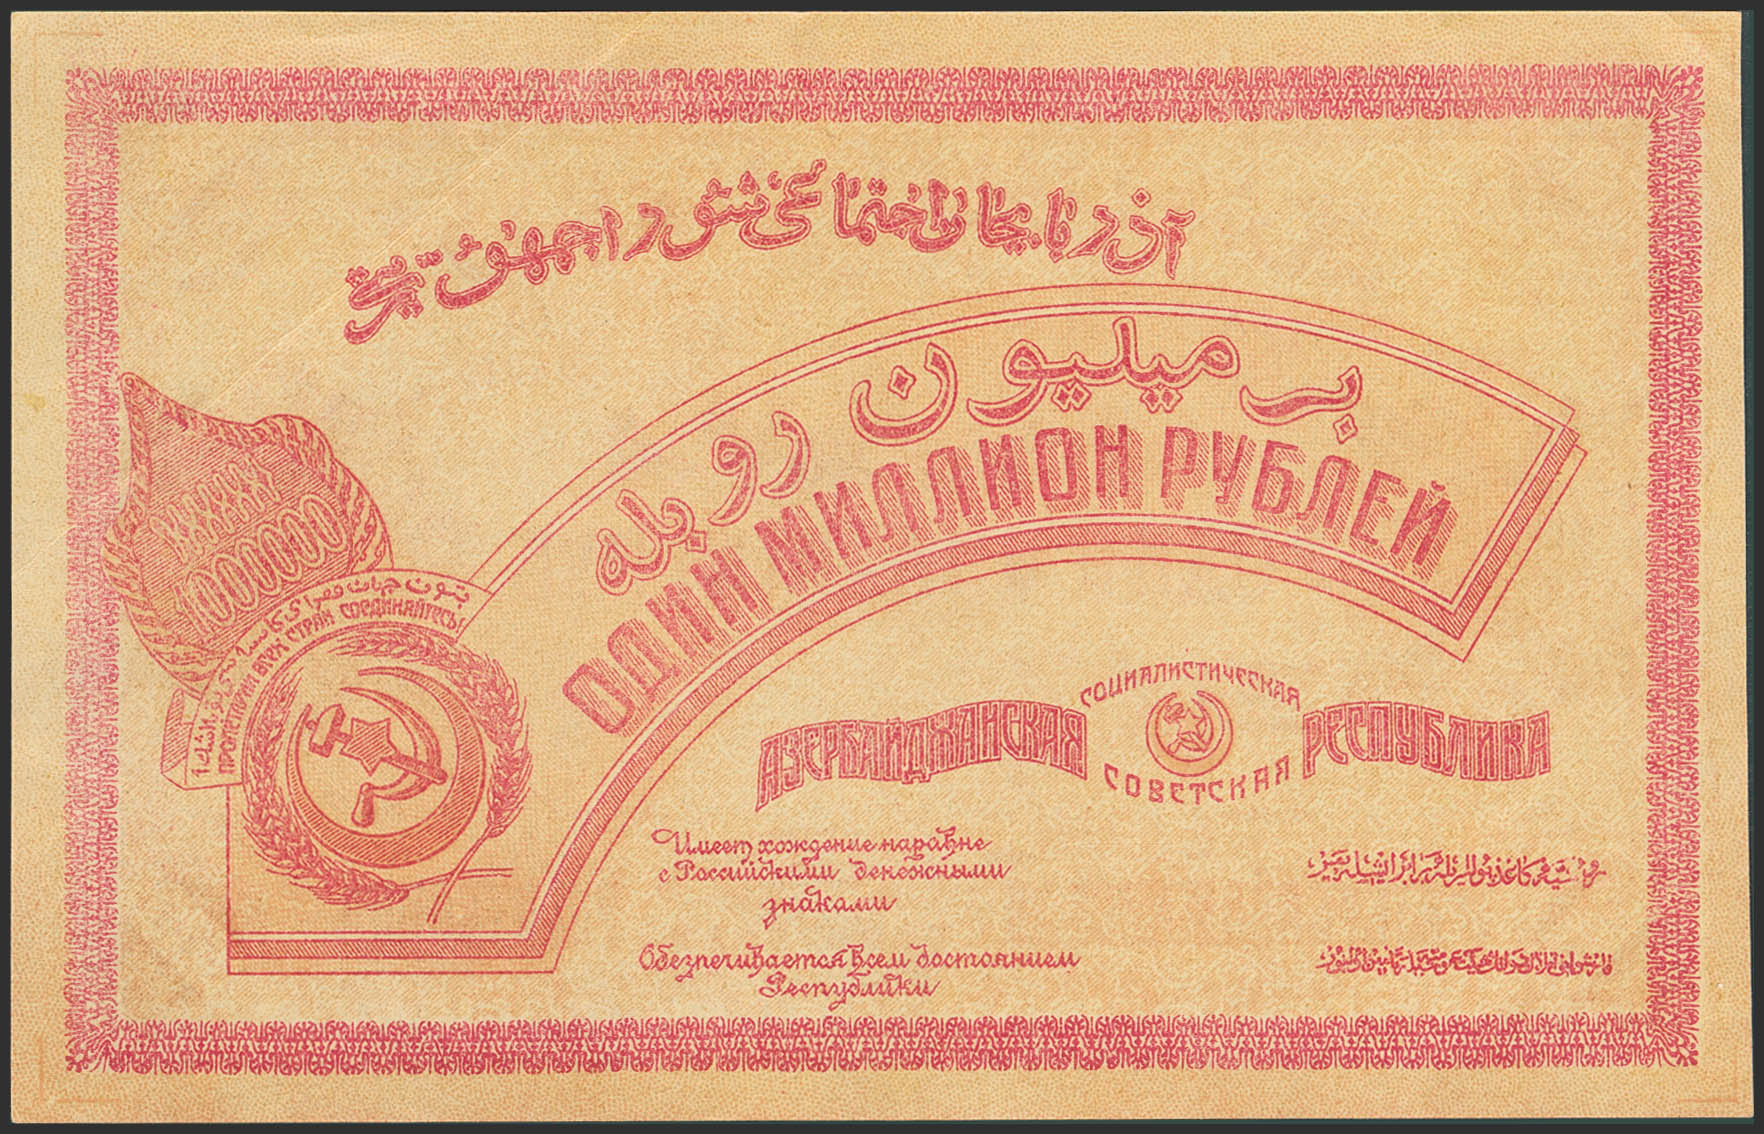 آذربایجان اجتماعی شورا جمهوریتی
بر میلیون روبله
ОДИН МИЛЛИОН РУБЛЕЙ
1000000
ПРОЛЕТАРИИ ВСЕХ СТРАН СОЕДИНЯЙТЕСЬ!
АЗЕРБАЙДЖАНСКАЯ СОЦИАЛИСТИЧЕСКАЯ СОВЕТСКАЯ РЕСПУБЛИКА
Имеет хождение наравне
с Российскими денежными
знаками
Обезпечивается всем достоянием
Республики